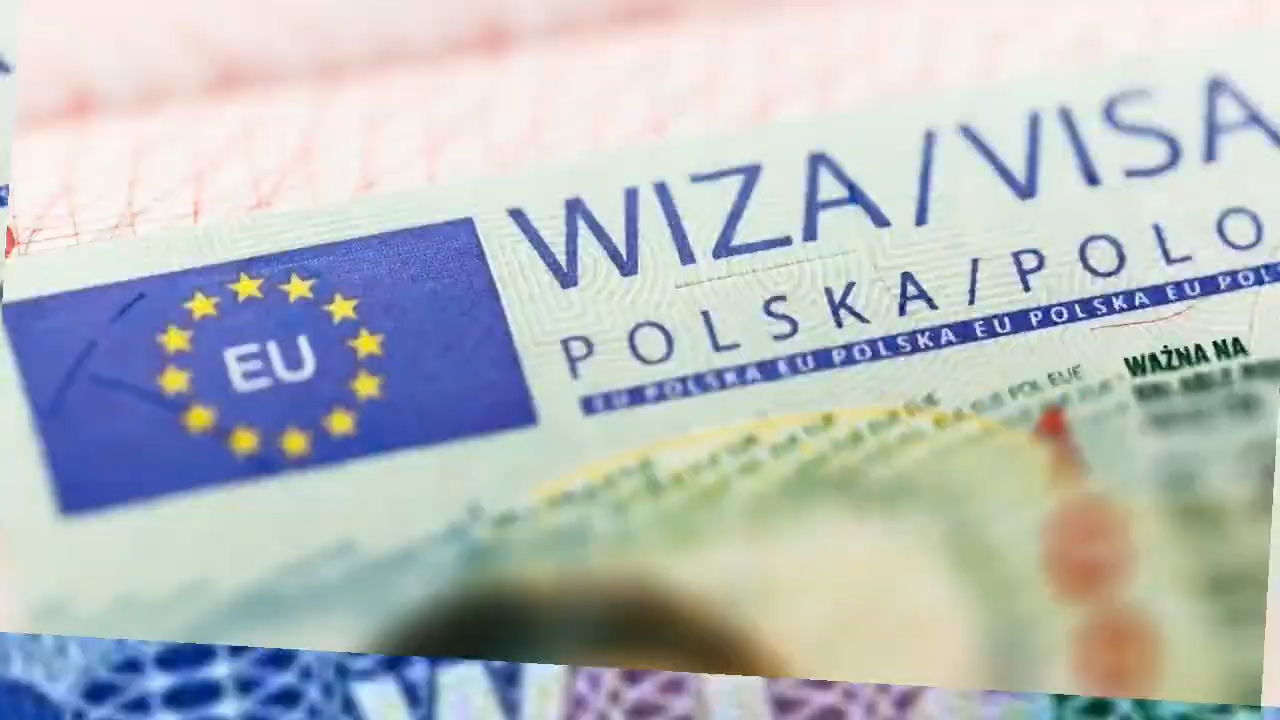 WIZA/VISA
POLSKA/POLO
EU
EU POLSKA EU POLSKA EU POLSKA EU POL
WAŻNA NA